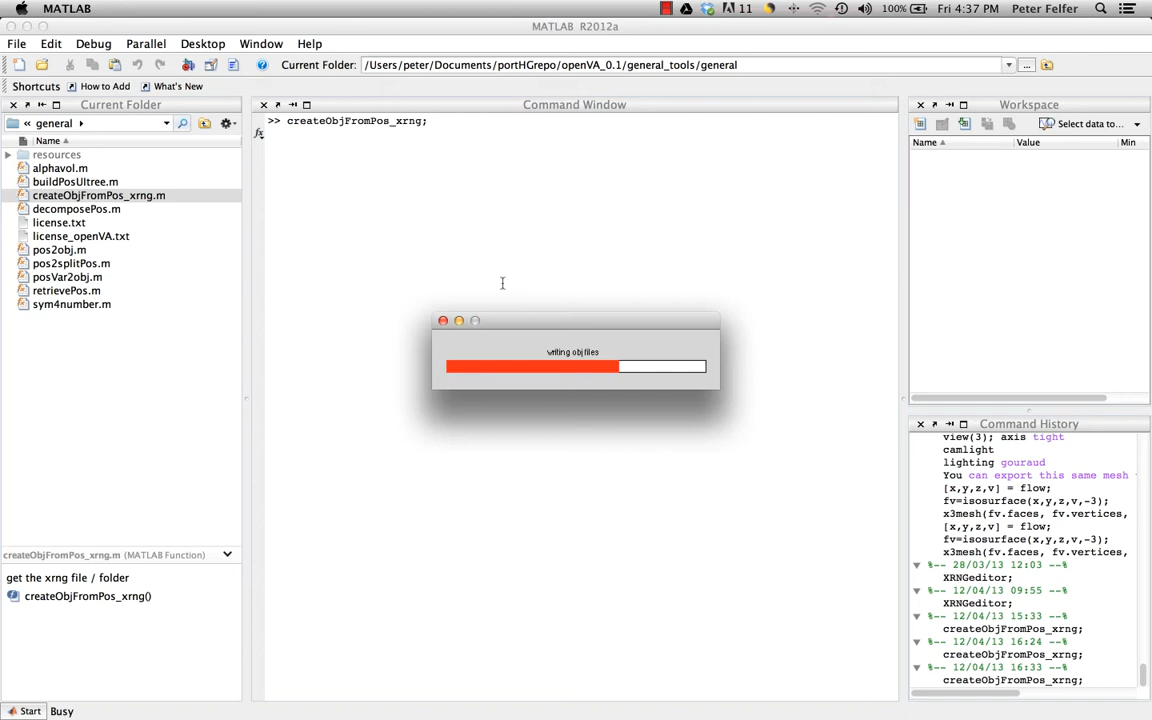 MATLAB
11
100%
Fri 4:37 PM Peter Felfer
MATLAB R2012a
File Edit Debug Parallel Desktop Window Help
Current Folder: /Users/peter/Documents/portHGrepo/openVA_0.1/general_tools/general
...
Shortcuts How to Add What's New
Current Folder
« general
Name
resources
alphavol.m
buildPosUItree.m
createObjFromPos_xrng.m
decomposePos.m
license.txt
license_openVA.txt
pos2obj.m
pos2splitPos.m
posVar2obj.m
retrievePos.m
sym4number.m
createObjFromPos_xrng.m (MATLAB Function)
get the xrng file / folder
createObjFromPos_xrng()
Start Busy
Command Window
>> createObjFromPos_xrng;
fx
writing obj files
Workspace
Select data to...
Name Value Min
Command History
view(3); axis tight
camlight
lighting gouraud
You can export this same mesh
[x,y,z,v] = flow;
fv=isosurface(x,y,z,v,-3);
x3mesh(fv.faces, fv.vertices,
[x,y,z,v] = flow;
fv=isosurface(x,y,z,v,-3);
x3mesh(fv.faces, fv.vertices,
%-- 28/03/13 12:03 --%
XRNGeditor;
%-- 12/04/13 09:55 --%
XRNGeditor;
%-- 12/04/13 15:33 --%
createObjFromPos_xrng;
%-- 12/04/13 16:24 --%
createObjFromPos_xrng;
%-- 12/04/13 16:33 --%
createObjFromPos_xrng;